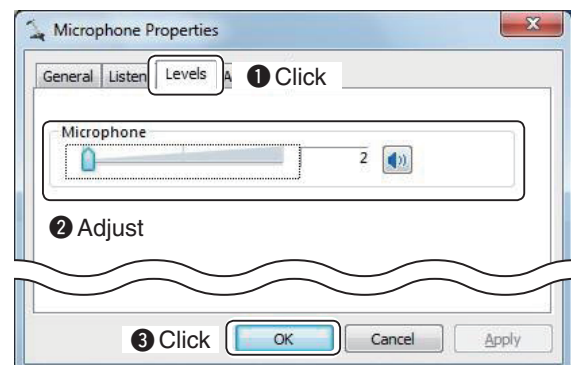 Microphone Properties
General Listen Levels A ❶ Click
Microphone
2
❷ Adjust
❸ Click OK Cancel Apply